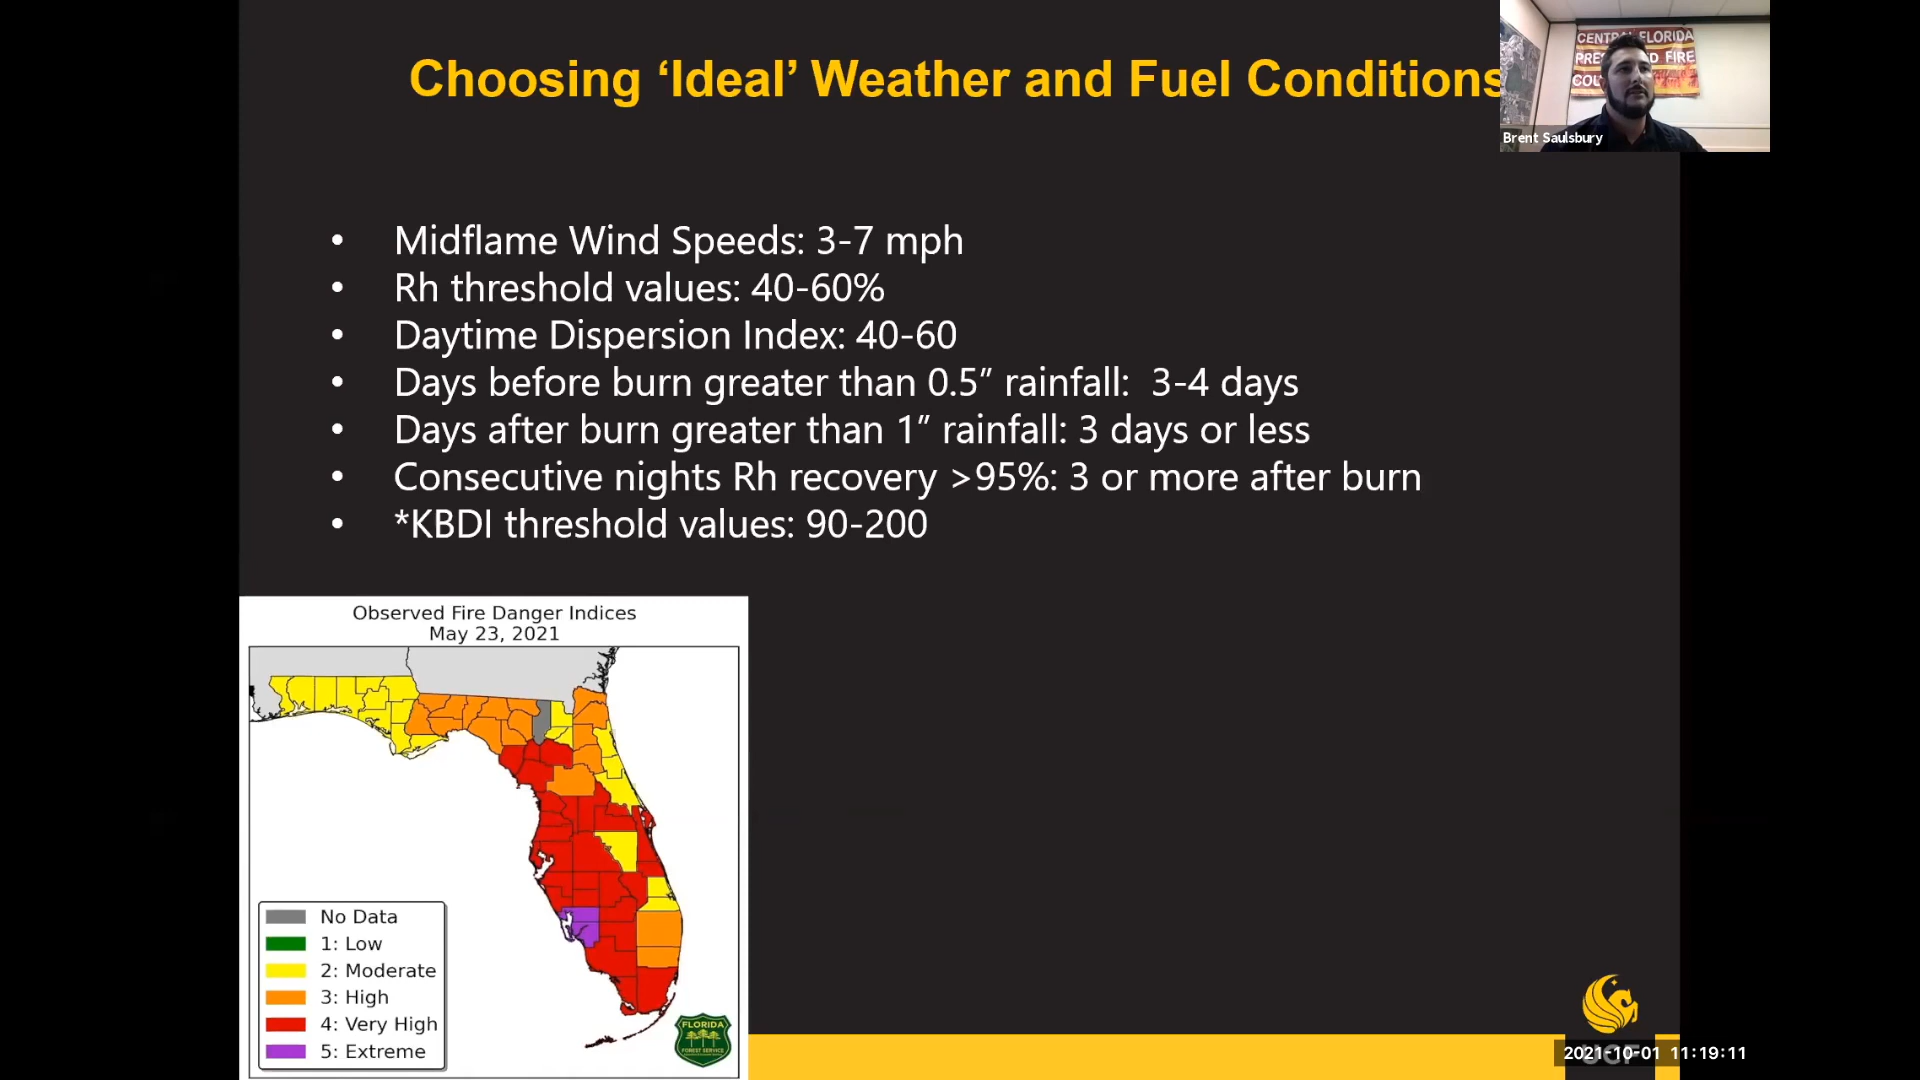 Choosing ‘Ideal’ Weather and Fuel Conditions
CENTRAL FLORIDA
FIRE
Brent Saulsbury
• Midflame Wind Speeds: 3-7 mph
• Rh threshold values: 40-60%
• Daytime Dispersion Index: 40-60
• Days before burn greater than 0.5” rainfall:  3-4 days
• Days after burn greater than 1” rainfall: 3 days or less
• Consecutive nights Rh recovery >95%: 3 or more after burn
• *KBDI threshold values: 90-200
Observed Fire Danger Indices
May 23, 2021
No Data
1: Low
2: Moderate
3: High
4: Very High
5: Extreme
FLORIDA
FOREST SERVICE
UCF
2021-10-01 11:19:11